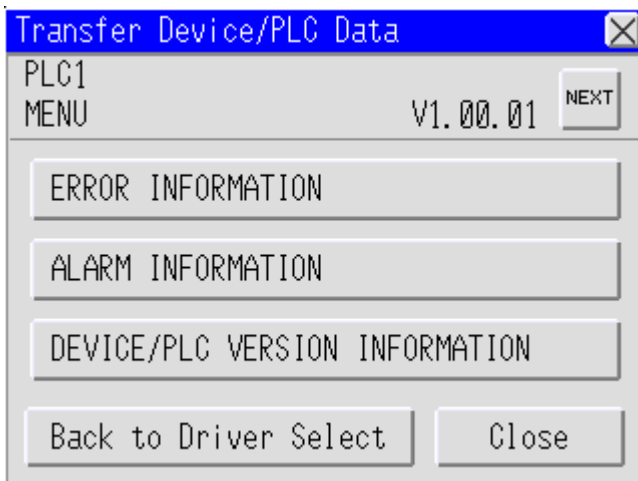 Transfer Device/PLC Data
PLC1
MENU V1.00.01 NEXT
ERROR INFORMATION
ALARM INFORMATION
DEVICE/PLC VERSION INFORMATION
Back to Driver Select Close